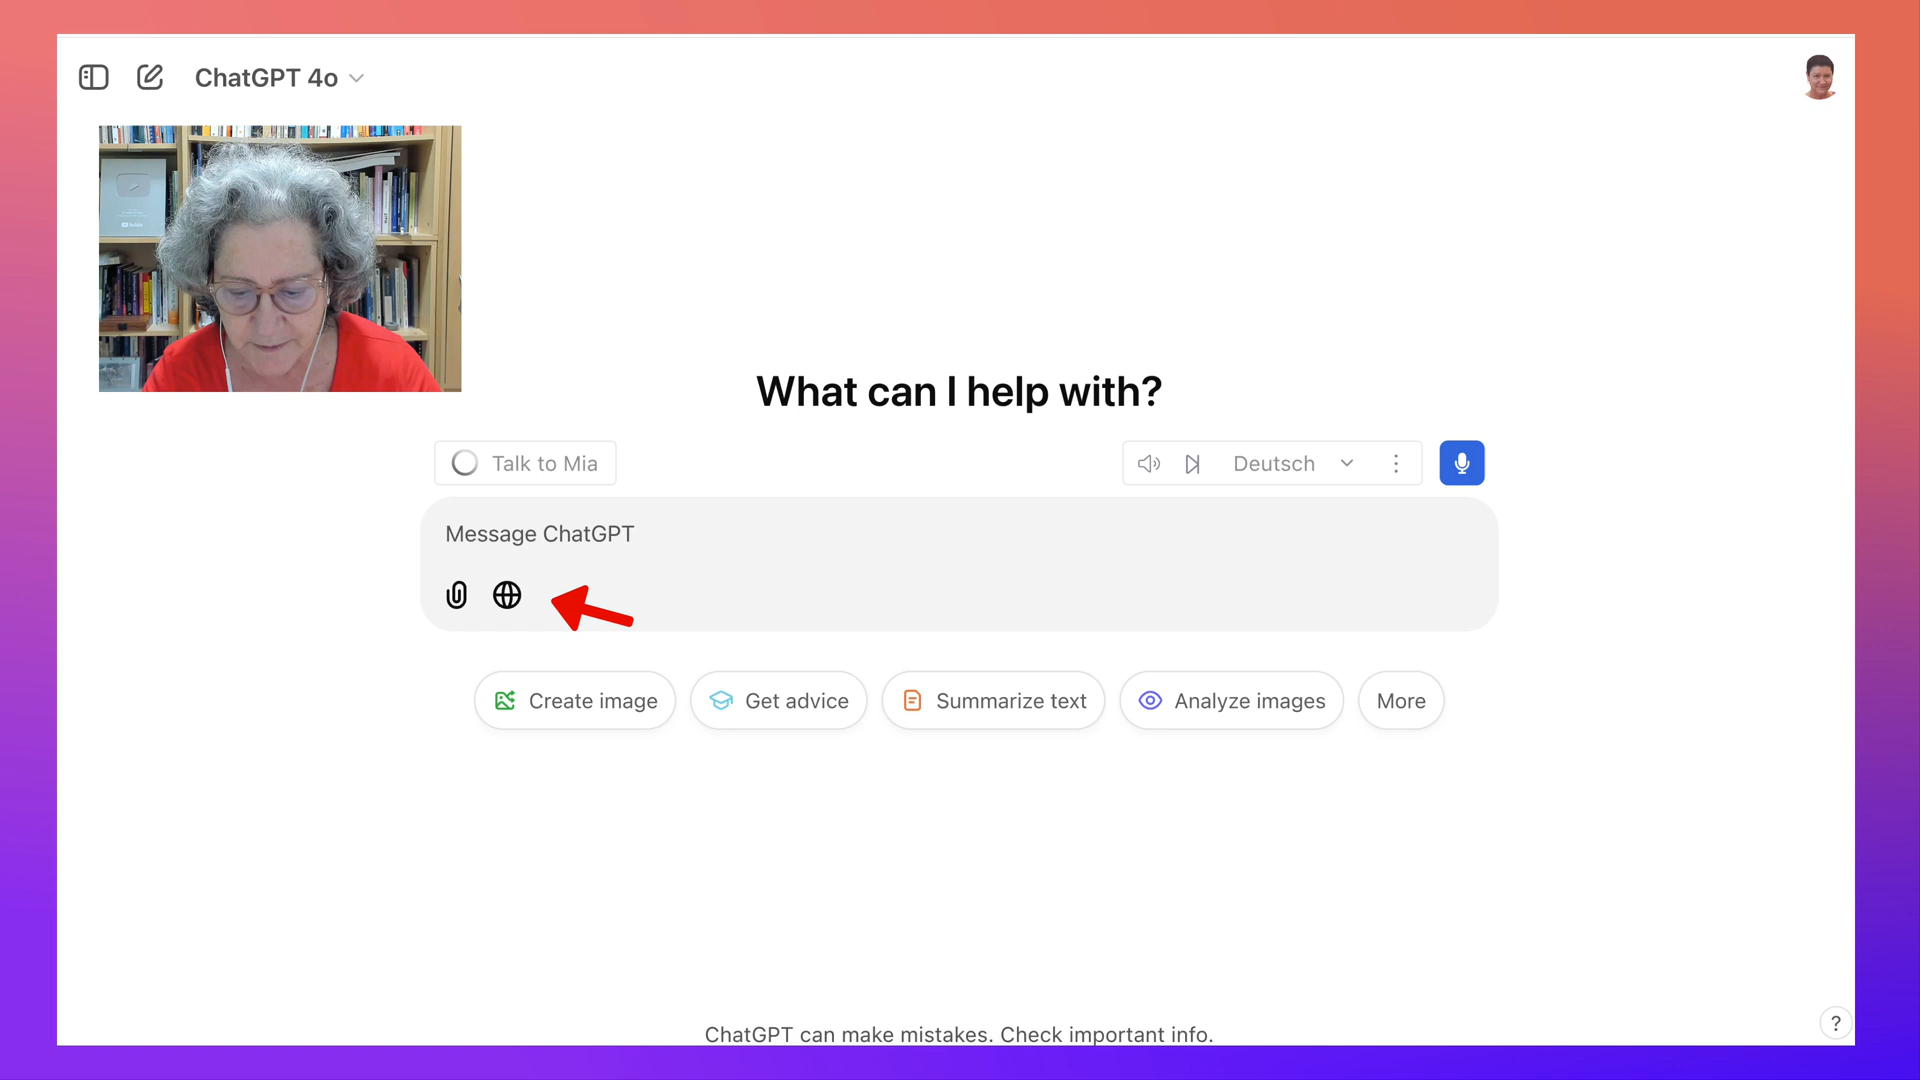 ChatGPT 4o
What can I help with?
Talk to Mia
Deutsch
Message ChatGPT
Create image
Get advice
Summarize text
Analyze images
More
ChatGPT can make mistakes. Check important info.
?